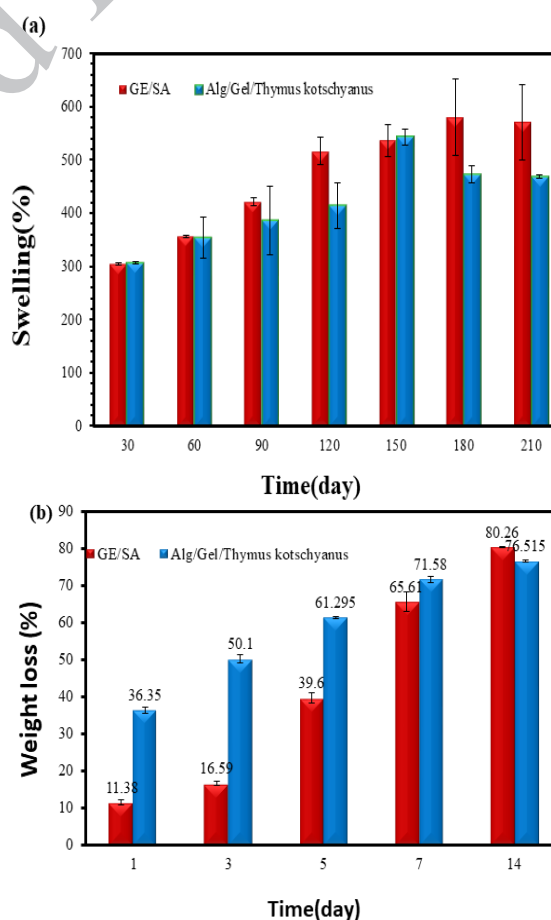 (a)
700
GE/SA Alg/Gel/Thymus kotschyanus
600
500
400
300
200
100
0
Swelling(%)
30 60 90 120 150 180 210
Time(day)
(b)
90
80.26
76.515
80
GE/SA Alg/Gel/Thymus kotschyanus
71.58
70
65.61
61.295
60
50.1
50
39.6
40
36.35
30
20
16.59
11.38
10
0
Weight loss (%)
1 3 5 7 14
Time(day)